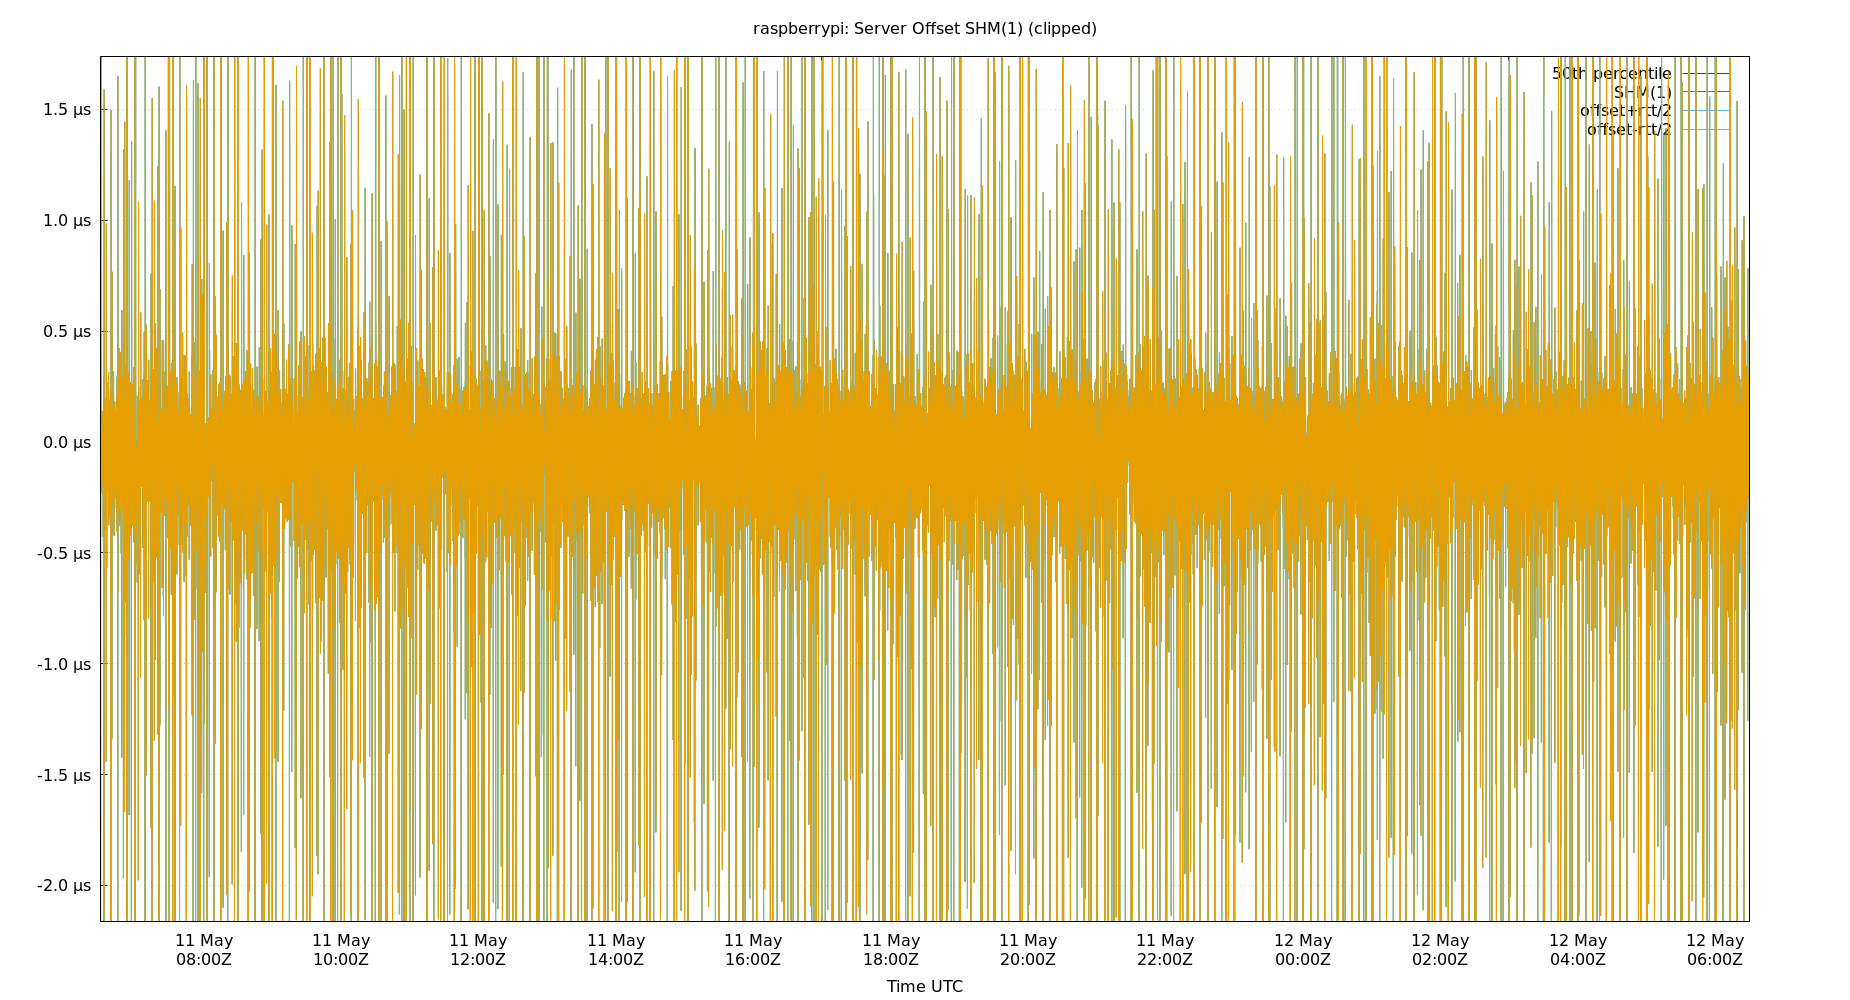 raspberrypi: Server Offset SHM(1) (clipped)
50th percentile
SHM(1)
offset+rtt/2
offset-rtt/2
1.5 µs
1.0 µs
0.5 µs
0.0 µs
-0.5 µs
-1.0 µs
-1.5 µs
-2.0 µs
11 May 11 May 11 May 11 May 11 May 11 May 11 May 11 May 12 May 12 May 12 May 12 May
08:00Z 10:00Z 12:00Z 14:00Z 16:00Z 18:00Z 20:00Z 22:00Z 00:00Z 02:00Z 04:00Z 06:00Z
Time UTC